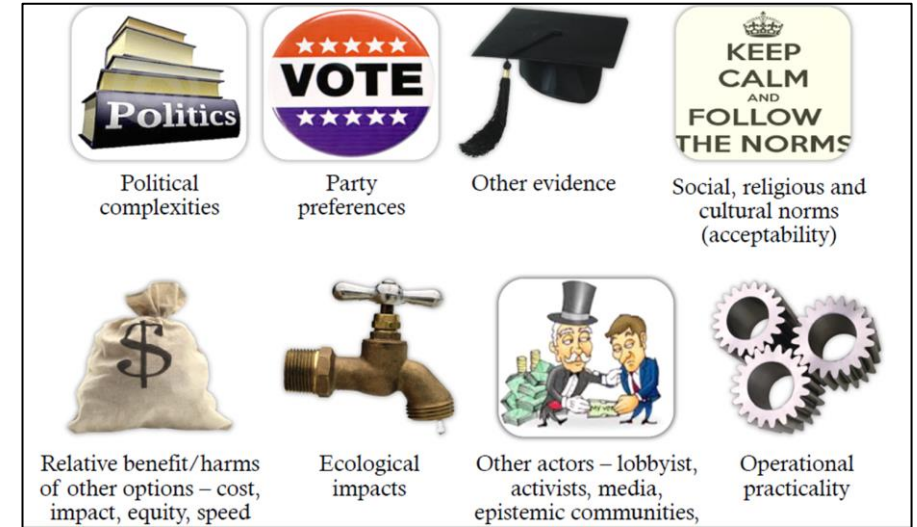 Politics
VOTE
KEEP
CALM
AND
FOLLOW
THE NORMS
Political
complexities
Party
preferences
Other evidence
Social, religious and
cultural norms
(acceptability)
$
Relative benefit/harms
of other options – cost,
impact, equity, speed
Ecological
impacts
Other actors – lobbyist,
activists, media,
epistemic communities,
Operational
practicality